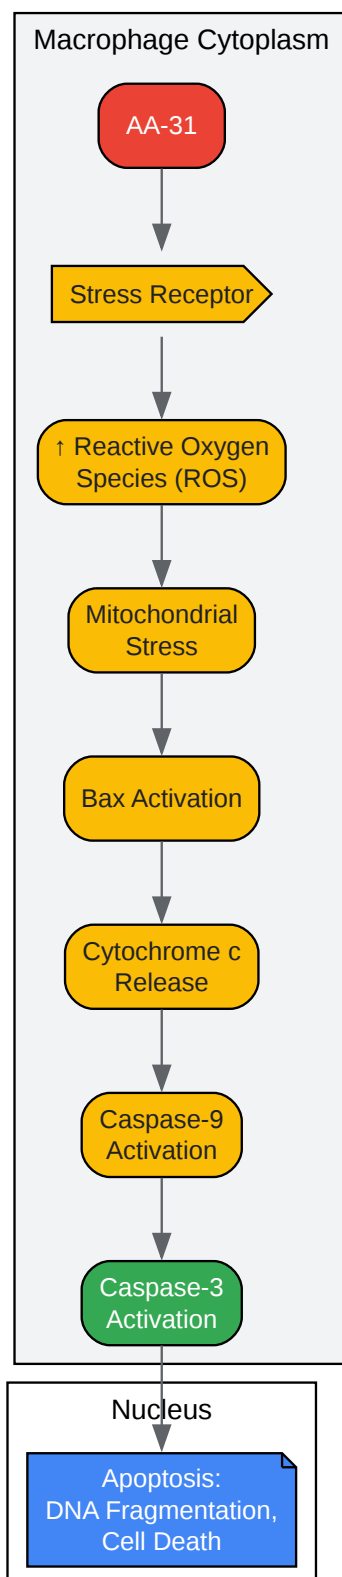 Macrophage Cytoplasm
AA-31
Stress Receptor
↑ Reactive Oxygen
Species (ROS)
Mitochondrial
Stress
Bax Activation
Cytochrome c
Release
Caspase-9
Activation
Caspase-3
Activation
Nucleus
Apoptosis:
DNA Fragmentation,
Cell Death